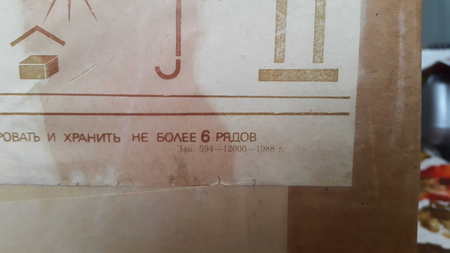 РОВАТЬ И ХРАНИТЬ НЕ БОЛЕЕ 6 РЯДОВ
Зак. 594—12000—1988 г.